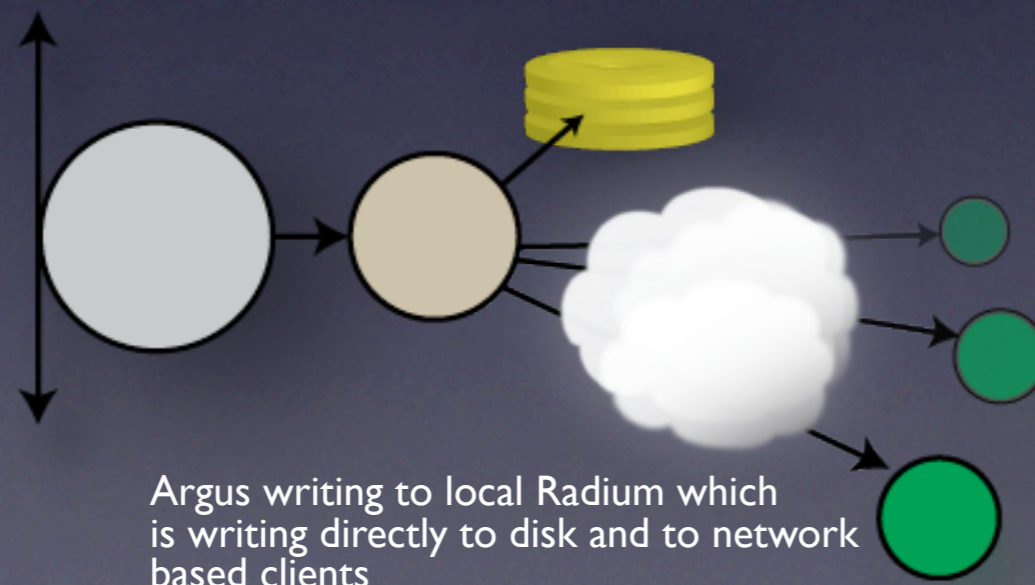 Argus writing to local Radium which
is writing directly to disk and to network
based clients